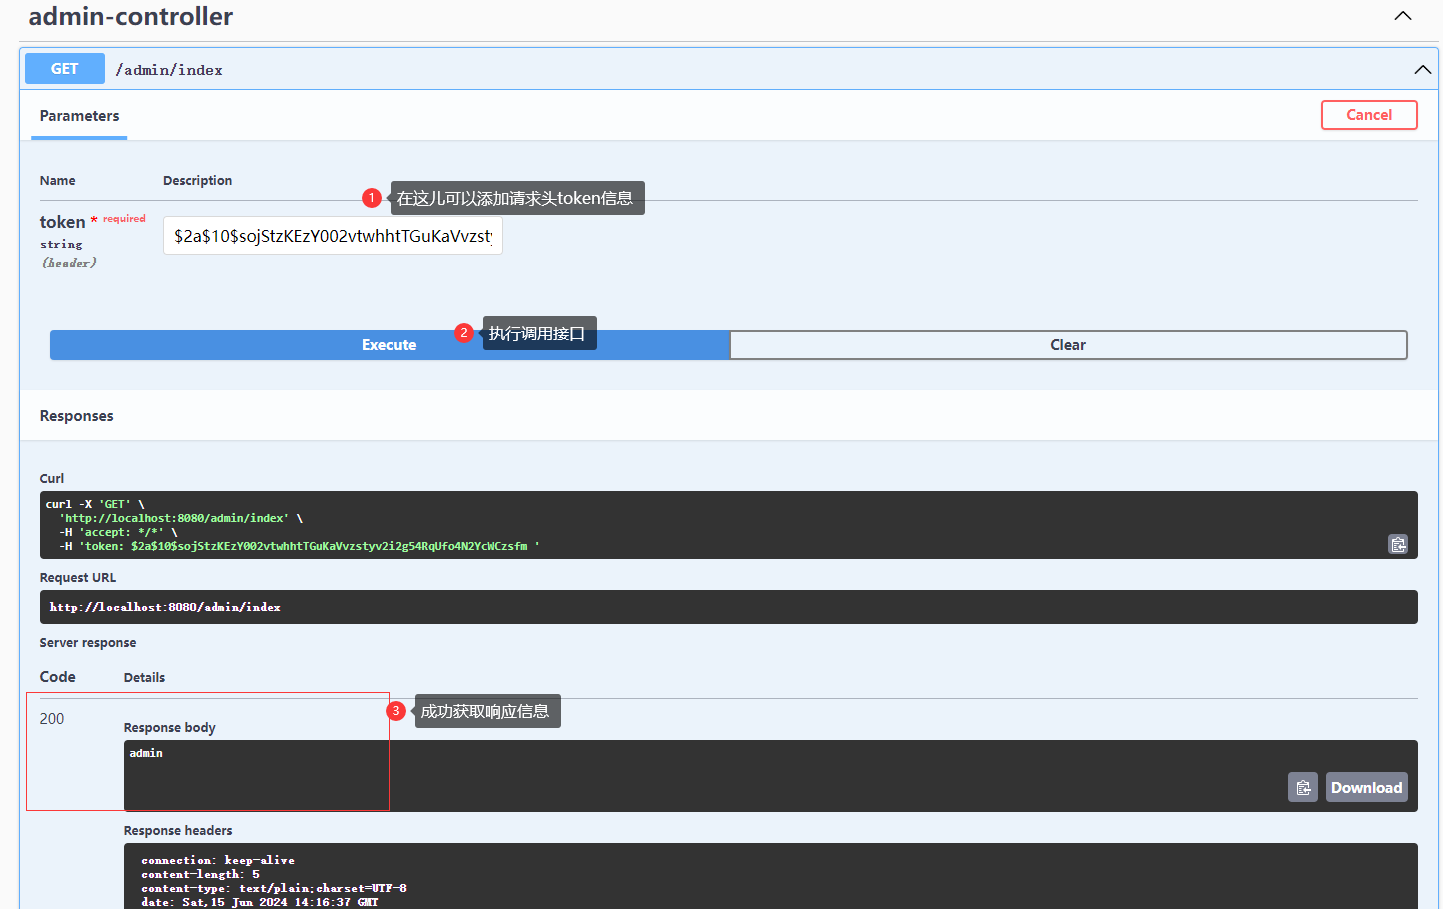 admin-controller
GET /admin/index
Parameters
Cancel
Name Description
1 在这儿可以添加请求头token信息
token * required
string
(header)
$2a$10$sojStzKEzY002vtwhhtTGuKaVvzsty
Execute
2 执行调用接口
Clear
Responses
Curl
curl -X 'GET' \
'http://localhost:8080/admin/index' \
-H 'accept: */*' \
-H 'token: $2a$10$sojStzKEzY002vtwhhtTGuKaVvzstyv2i2g54RqUfo4N2YcWCzsfm '
Request URL
http://localhost:8080/admin/index
Server response
Code Details
200
3 成功获取响应信息
Response body
admin
Download
Response headers
connection: keep-alive
content-length: 5
content-type: text/plain;charset=UTF-8
date: Sat,15 Jun 2024 14:16:37 GMT